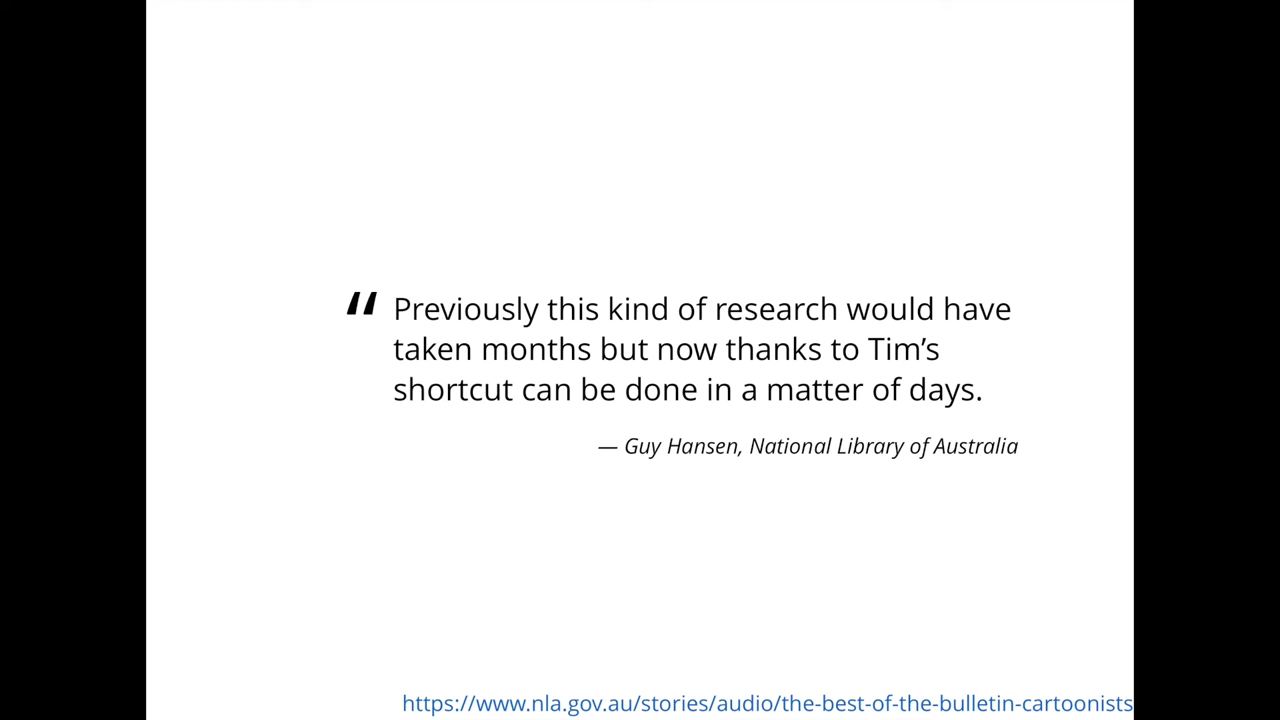 “ Previously this kind of research would have
taken months but now thanks to Tim’s
shortcut can be done in a matter of days.
— Guy Hansen, National Library of Australia
https://www.nla.gov.au/stories/audio/the-best-of-the-bulletin-cartoonists